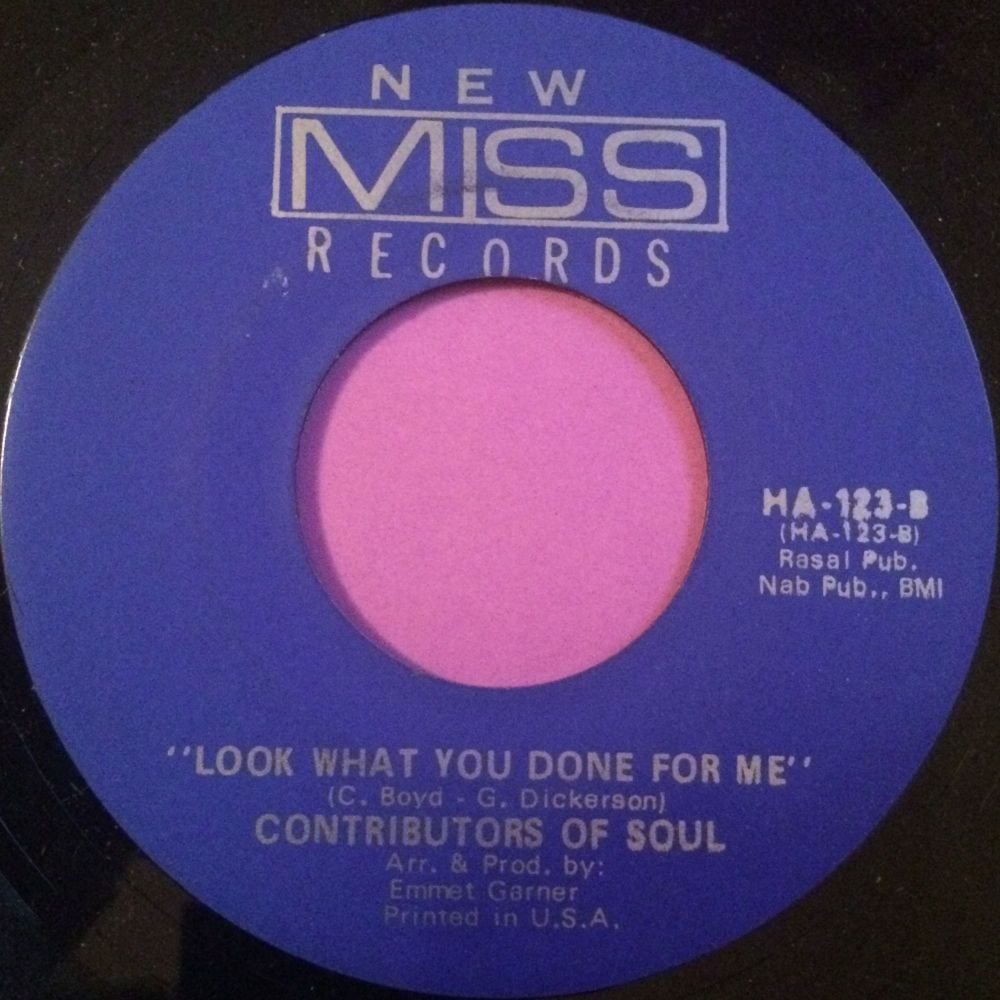 NEW
MISS
RECORDS
HA-123-B
(HA-123-B)
Rasal Pub.
Nab Pub., BMI
"LOOK WHAT YOU DONE FOR ME"
(C. Boyd - G. Dickerson)
CONTRIBUTORS OF SOUL
Arr. & Prod. by:
Emmet Garner
Printed in U.S.A.